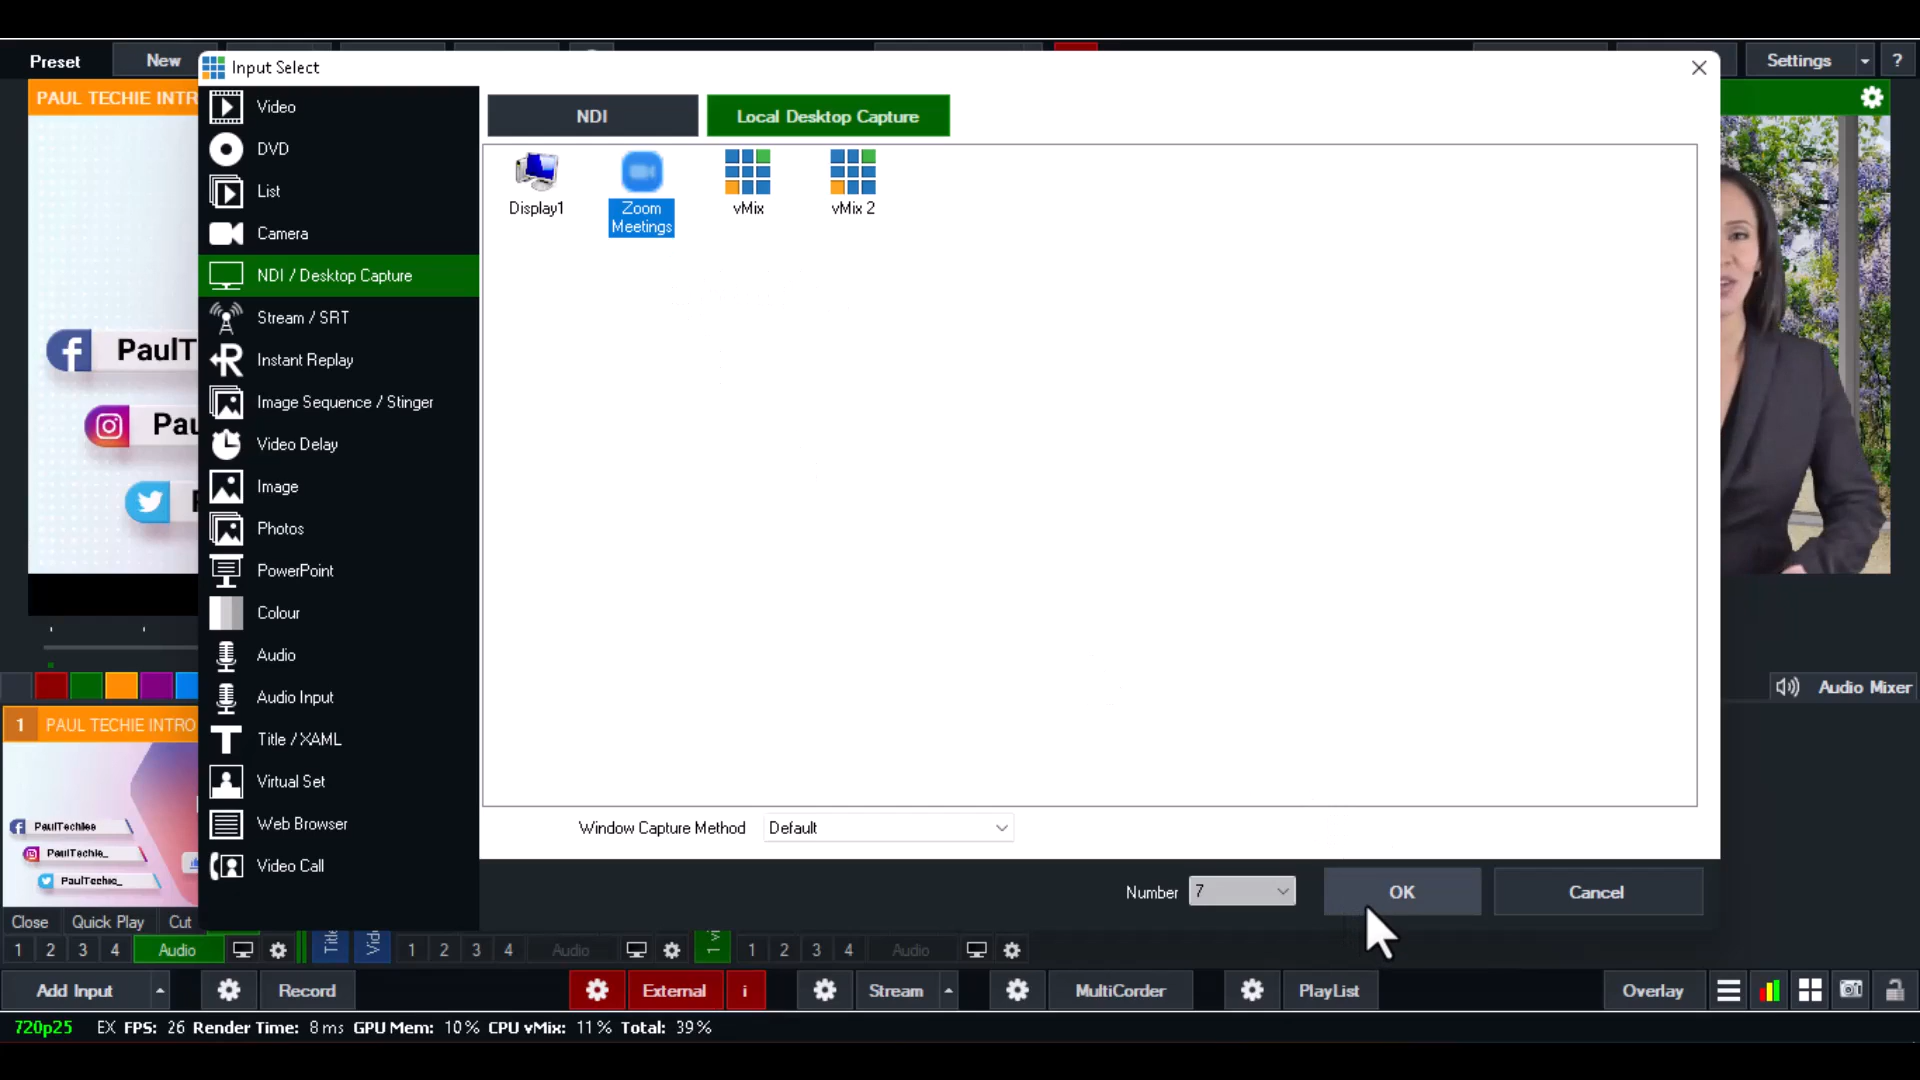 Preset
New
Settings
?
Input Select
PAUL TECHIE INTR
Video
DVD
List
Camera
NDI / Desktop Capture
Stream / SRT
Instant Replay
Image Sequence / Stinger
Video Delay
Image
Photos
PowerPoint
Colour
Audio
Audio Input
Title / XAML
Virtual Set
Web Browser
Video Call
NDI
Local Desktop Capture
Display1
Zoom
Meetings
vMix
vMix 2
Window Capture Method
Default
Number
7
OK
Cancel
PaulT
Pau
Audio Mixer
1
PAUL TECHIE INTRO
PaulTechiee
PaulTechie_
PaulTechie_
Close
Quick Play
Cut
1 2 3 4
Audio
Title
1 2 3 4
Audio
1 2 3 4
Audio
Add Input
Record
External
i
Stream
MultiCorder
PlayList
Overlay
720p25 EX FPS: 26 Render Time: 8 ms GPU Mem: 10 % CPU vMix: 11 % Total: 39 %